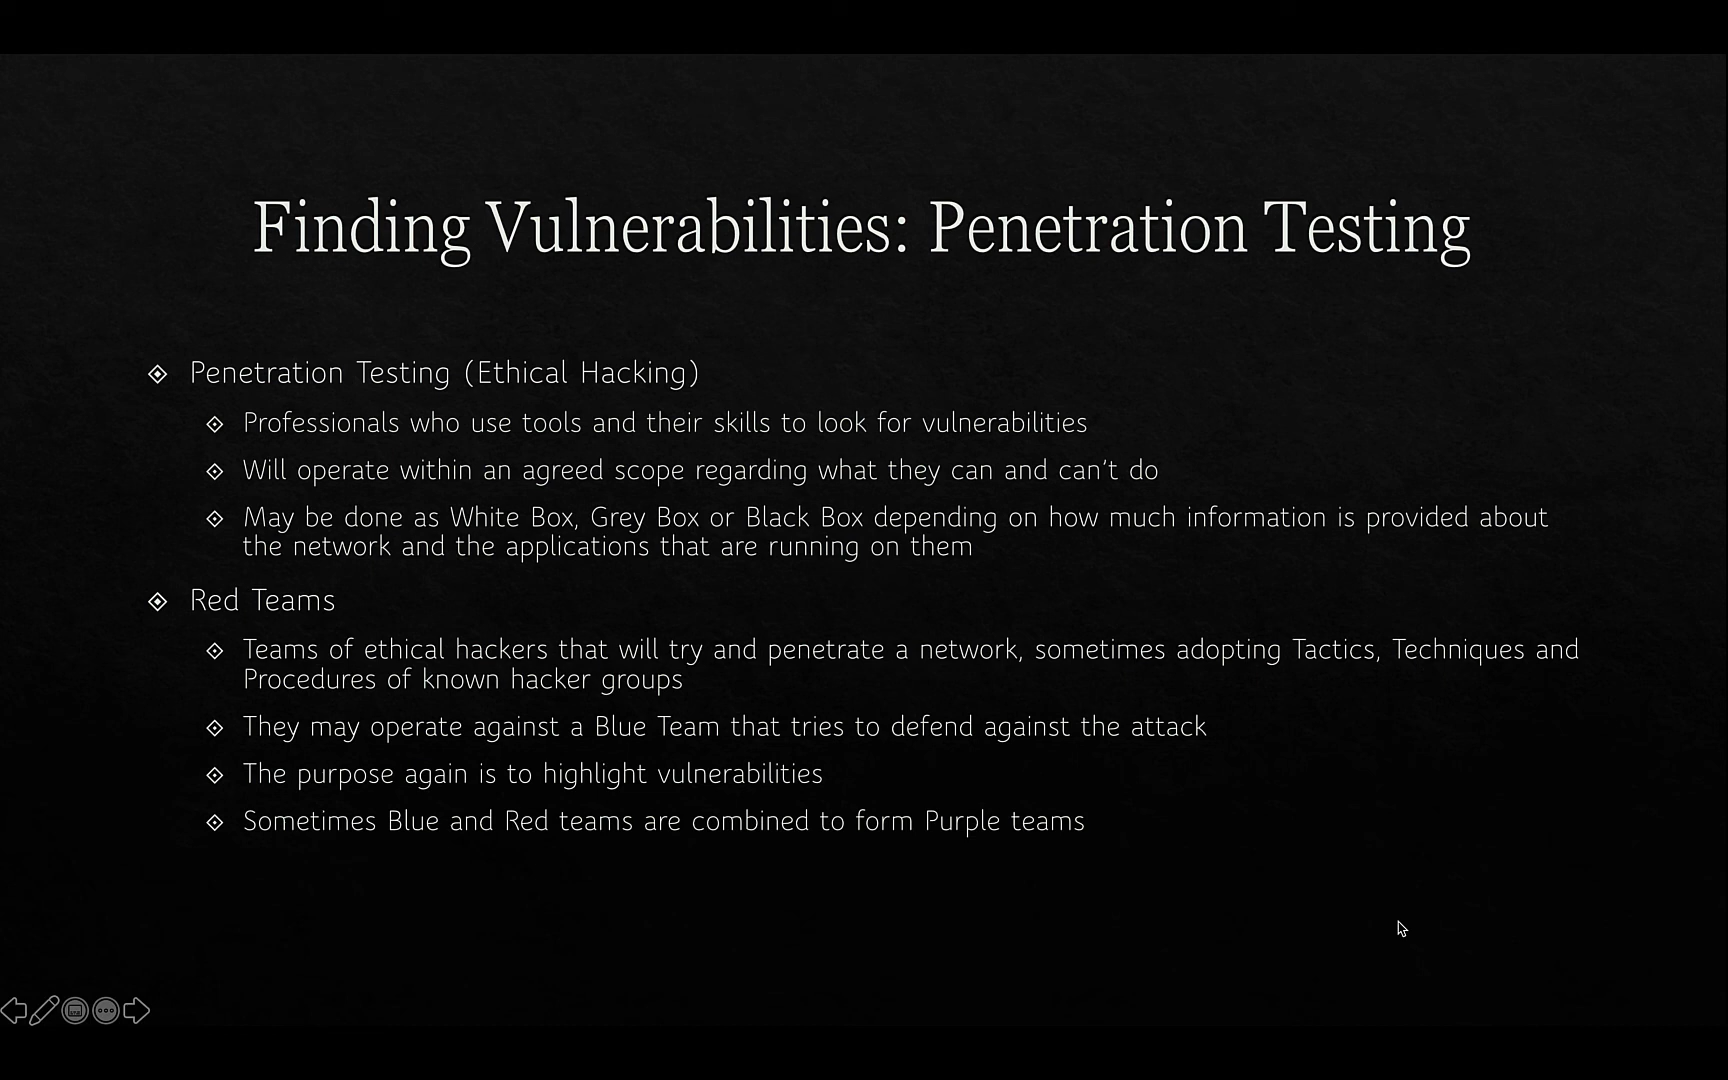 Finding Vulnerabilities: Penetration Testing
Penetration Testing (Ethical Hacking)
Professionals who use tools and their skills to look for vulnerabilities
Will operate within an agreed scope regarding what they can and can't do
May be done as White Box, Grey Box or Black Box depending on how much information is provided about
the network and the applications that are running on them
Red Teams
Teams of ethical hackers that will try and penetrate a network, sometimes adopting Tactics, Techniques and
Procedures of known hacker groups
They may operate against a Blue Team that tries to defend against the attack
The purpose again is to highlight vulnerabilities
Sometimes Blue and Red teams are combined to form Purple teams